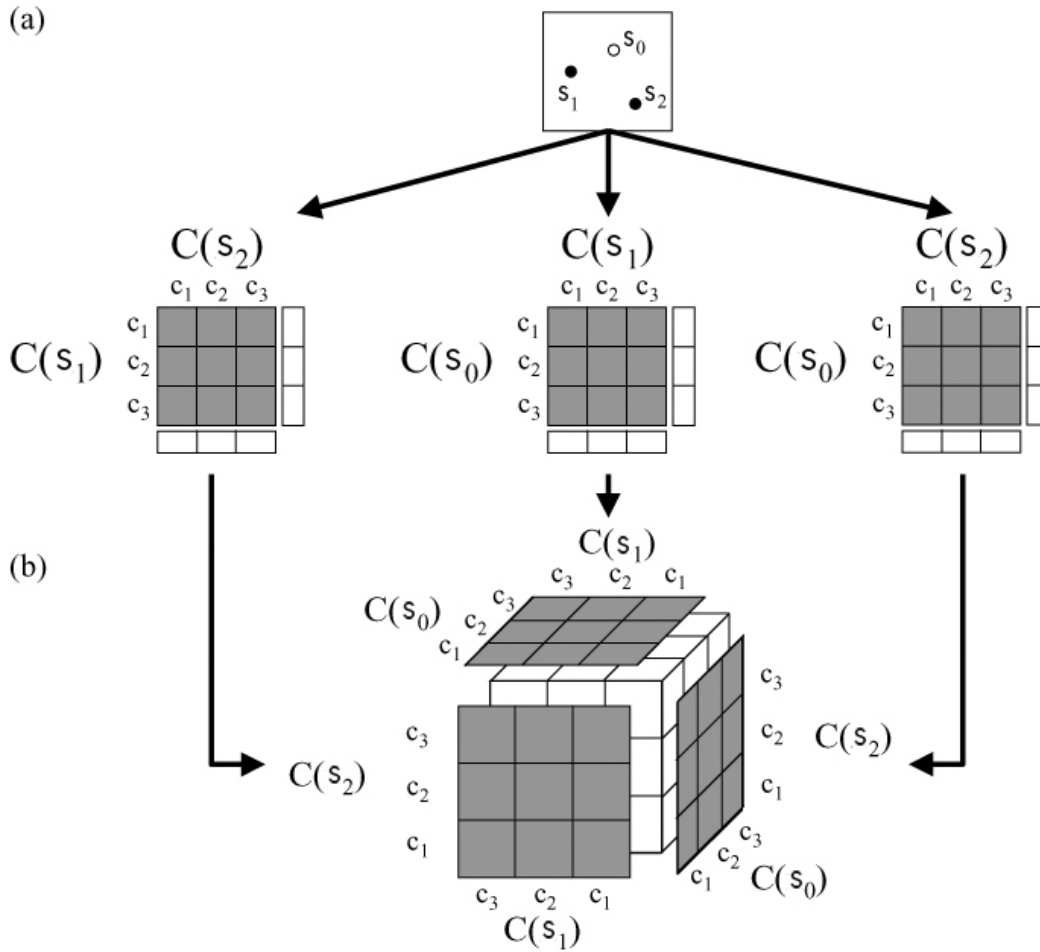 (a)
s0
s1 s2
C(s2) C(s1) C(s2)
c1 c2 c3 c1 c2 c3 c1 c2 c3
c1 c1 c1
C(s1) c2 C(s0) c2 C(s0) c2
c3 c3 c3
(b)
C(s1)
c3 c2 c1
C(s0) c3
c2
c1
c3 c3
C(s2) c2 c2 C(s2)
c1 c1
c3
c2
c1 C(s0)
c3 c2 c1
C(s1)